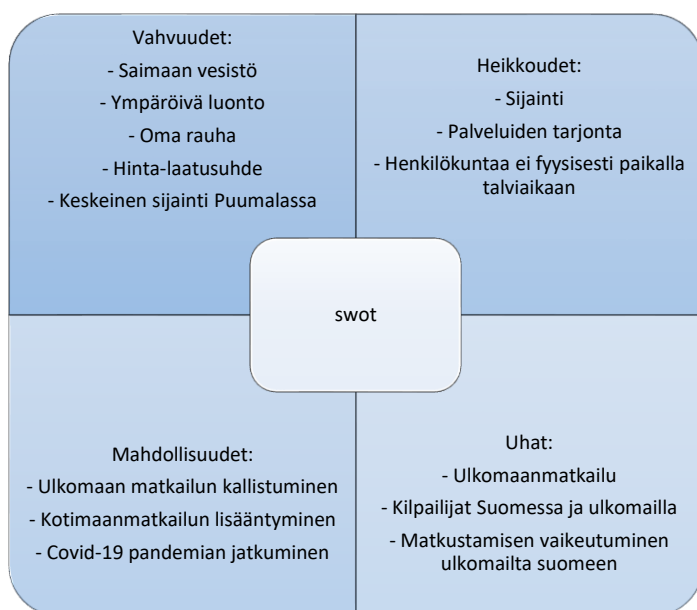 Vahvuudet:
- Saimaan vesistö
- Ympäröivä luonto
- Oma rauha
- Hinta-laatusuhde
- Keskeinen sijainti Puumalassa
Heikkoudet:
- Sijainti
- Palveluiden tarjonta
- Henkilökuntaa ei fyysisesti paikalla
talviaikaan
swot
Mahdollisuudet:
- Ulkomaan matkailun kallistuminen
- Kotimaanmatkailun lisääntyminen
- Covid-19 pandemian jatkuminen
Uhat:
- Ulkomaanmatkailu
- Kilpailijat Suomessa ja ulkomailla
- Matkustamisen vaikeutuminen
ulkomailta suomeen